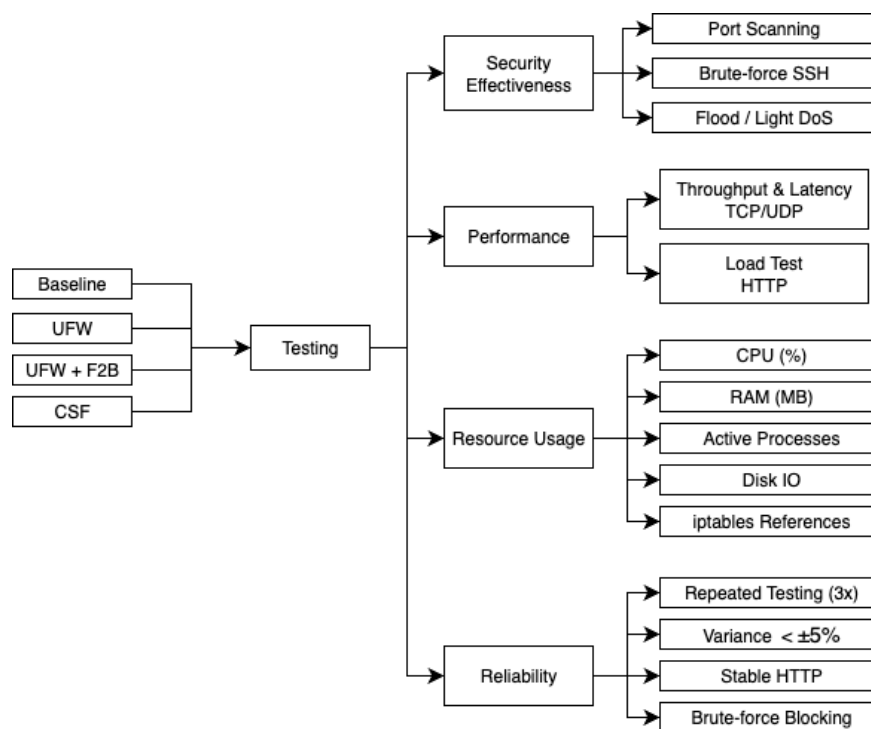 Baseline
UFW
UFW + F2B
CSF
Testing
Security
Effectiveness
Port Scanning
Brute-force SSH
Flood / Light DoS
Performance
Throughput & Latency
TCP/UDP
Load Test
HTTP
Resource Usage
CPU (%)
RAM (MB)
Active Processes
Disk IO
iptables References
Reliability
Repeated Testing (3x)
Variance < ±5%
Stable HTTP
Brute-force Blocking